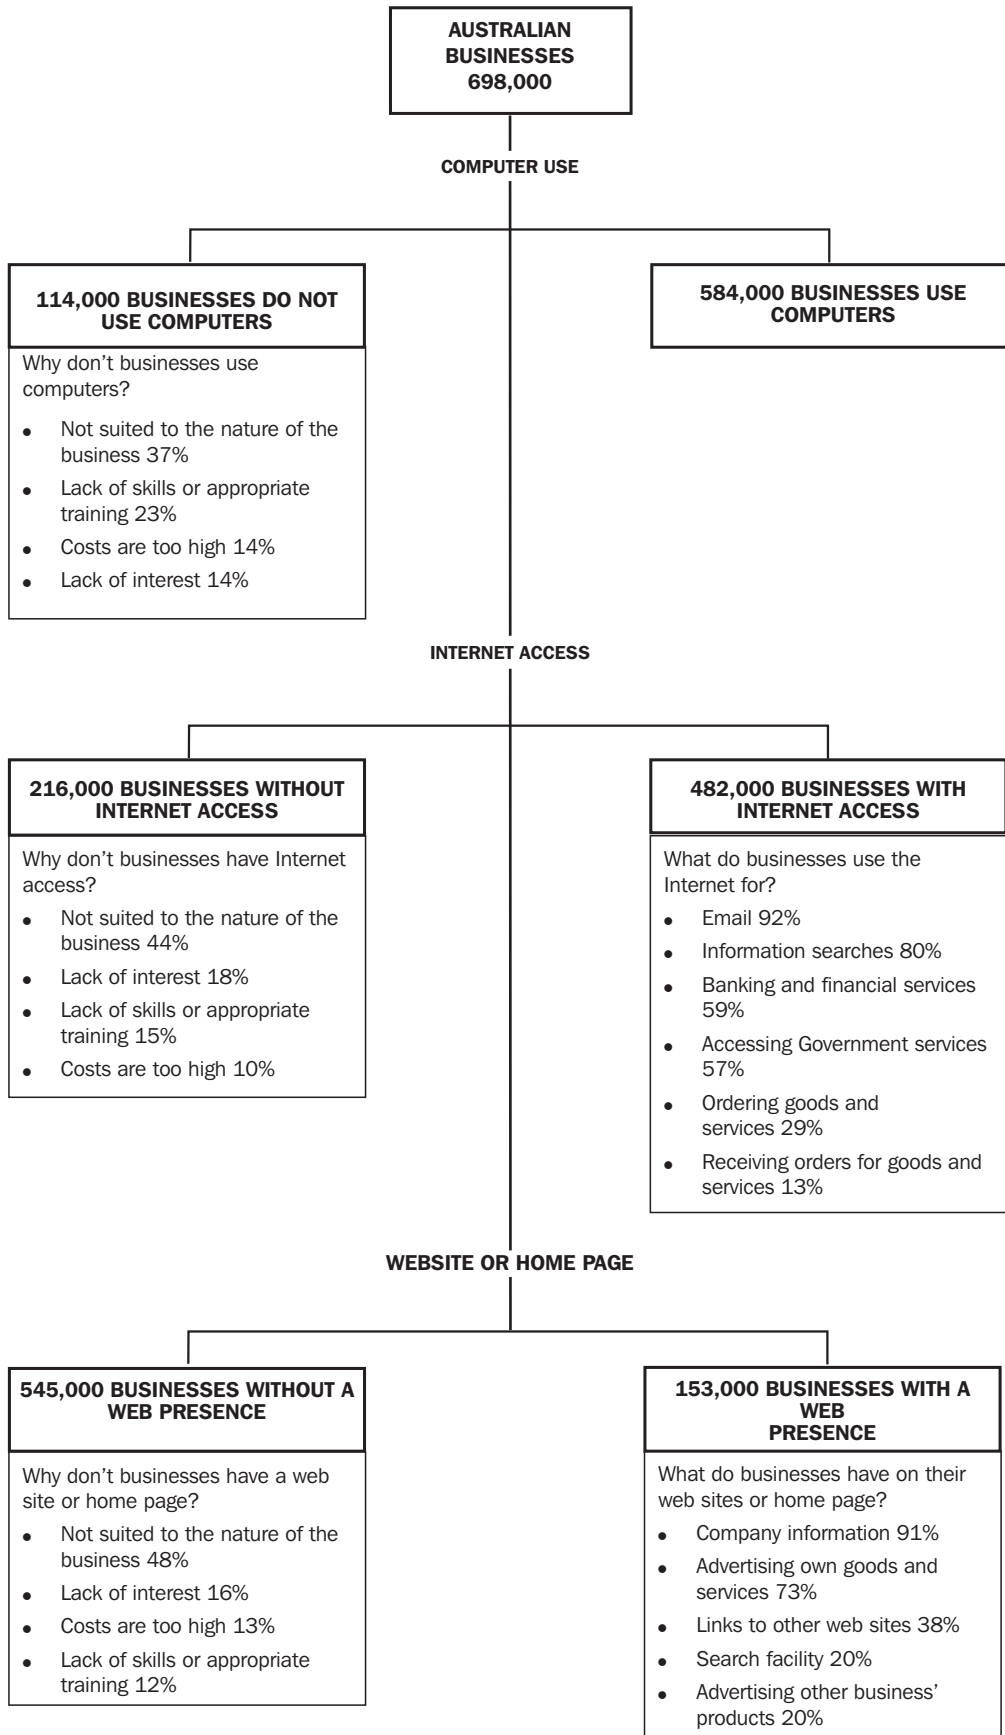 AUSTRALIAN
BUSINESSES
698,000
COMPUTER USE
114,000 BUSINESSES DO NOT
USE COMPUTERS
Why don’t businesses use
computers?
• Not suited to the nature of the
business 37%
• Lack of skills or appropriate
training 23%
• Costs are too high 14%
• Lack of interest 14%
584,000 BUSINESSES USE
COMPUTERS
INTERNET ACCESS
216,000 BUSINESSES WITHOUT
INTERNET ACCESS
Why don’t businesses have Internet
access?
• Not suited to the nature of the
business 44%
• Lack of interest 18%
• Lack of skills or appropriate
training 15%
• Costs are too high 10%
482,000 BUSINESSES WITH
INTERNET ACCESS
What do businesses use the
Internet for?
• Email 92%
• Information searches 80%
• Banking and financial services
59%
• Accessing Government services
57%
• Ordering goods and
services 29%
• Receiving orders for goods and
services 13%
WEBSITE OR HOME PAGE
545,000 BUSINESSES WITHOUT A
WEB PRESENCE
Why don’t businesses have a web
site or home page?
• Not suited to the nature of the
business 48%
• Lack of interest 16%
• Costs are too high 13%
• Lack of skills or appropriate
training 12%
153,000 BUSINESSES WITH A
WEB
PRESENCE
What do businesses have on their
web sites or home page?
• Company information 91%
• Advertising own goods and
services 73%
• Links to other web sites 38%
• Search facility 20%
• Advertising other business’
products 20%